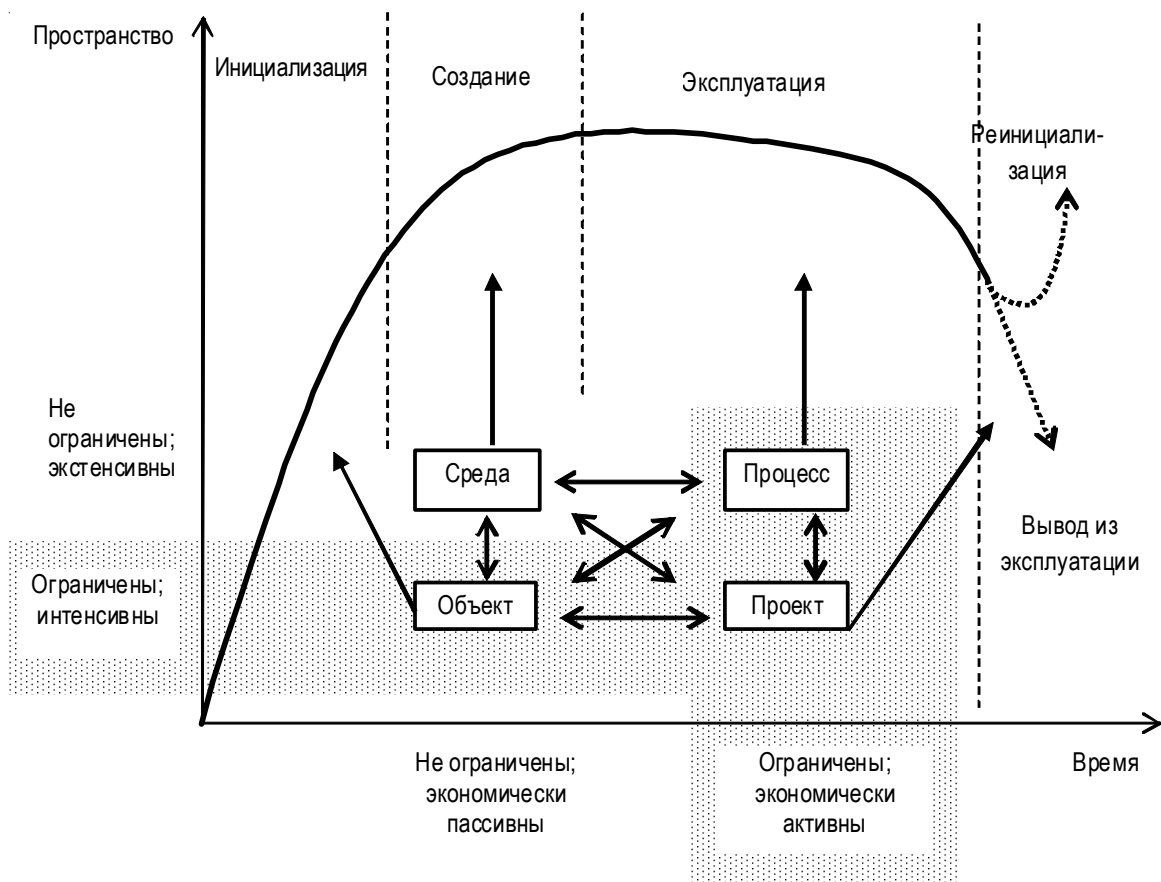 Пространство
Инициализация
Создание
Эксплуатация
Реинициали-
зация
Не
ограничены;
экстенсивны
Среда
Процесс
Вывод из
эксплуатации
Ограничены;
интенсивны
Объект
Проект
Не ограничены;
экономически
пассивны
Ограничены;
экономически
активны
Время